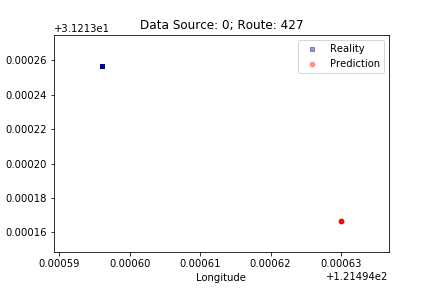 Data Source: 0; Route: 427
+3.1213e1
Reality
Prediction
0.00026
0.00024
0.00022
0.00020
0.00018
0.00016
0.00059 0.00060 0.00061 0.00062 0.00063
Longitude
+1.21494e2